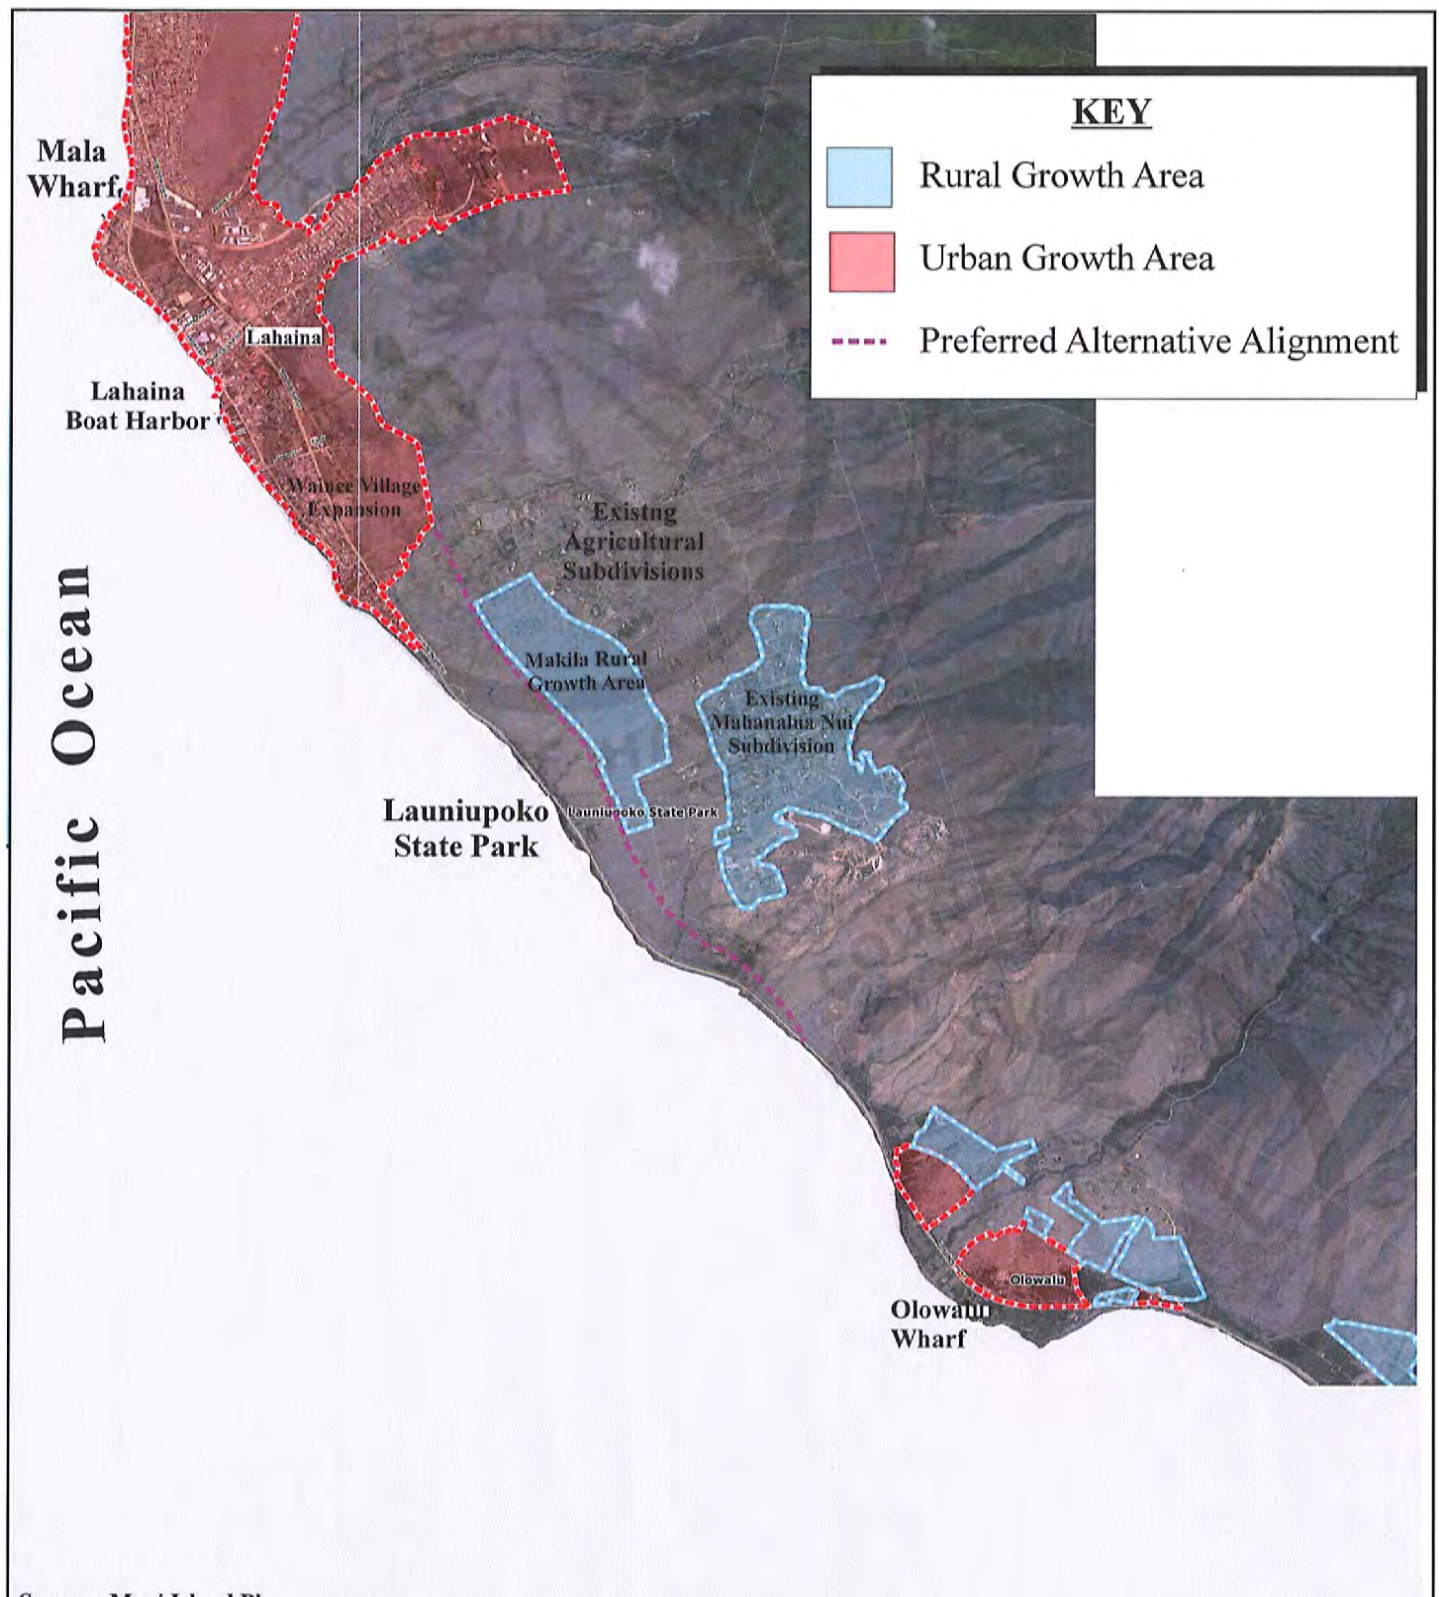 KEY
Rural Growth Area
Urban Growth Area
Preferred Alternative Alignment
Mala
Wharf
Lahaina
Lahaina
Boat Harbor
Wainee Village
Expansion
Existng
Agricultural
Subdivisions
Makila Rural
Growth Area
Existing
Mahanalua Nui
Subdivision
Pacific Ocean
Launiupoko
State Park
Launiupoko State Park
Olowalu
Olowalu
Wharf